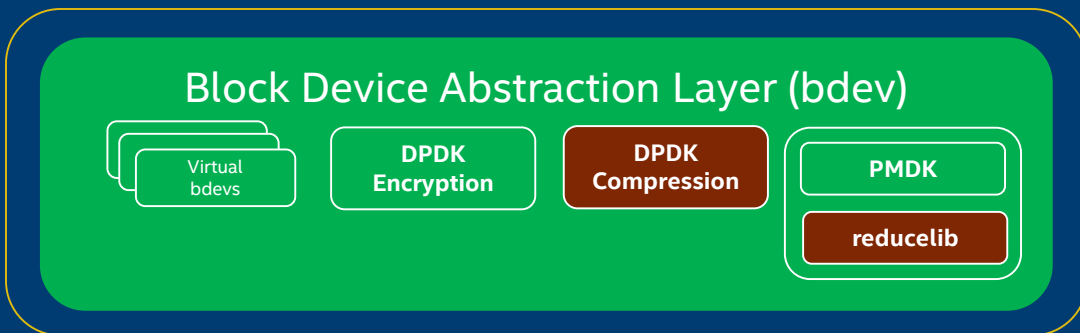 Block Device Abstraction Layer (bdev)
Virtual
bdevs
DPDK
Encryption
DPDK
Compression
PMDK
reducelib